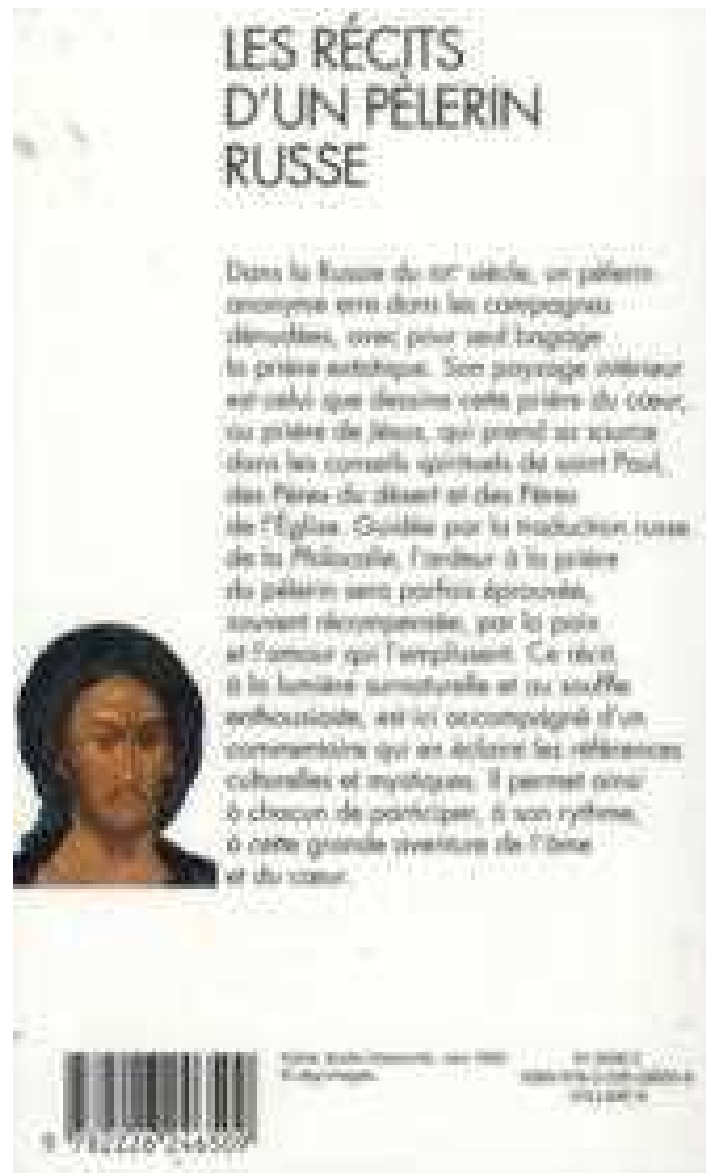 LES RÉCITS
D'UN PÈLERIN
RUSSE
Dans la Russie du siècle, un pèlerin
anonyme erre dans les campagnes
dénudées, avec pour seul bagage
la prière extatique. Son paysage intérieur
est celui que dessine cette prière du cœur,
ou prière de Jésus, qui prend sa source
dans les conseils spirituels de saint Paul,
des Pères du désert et des Pères
de l'Église. Guidée par la traduction russe
de la Philocalie, l'ardeur à la prière
du pèlerin sera parfois éprouvée,
souvent récompensée, par la paix
et l'amour qui l'emplissent. Ce récit,
à la lumière surnaturelle et au souffle
enthousiaste, est ici accompagné d'un
commentaire qui en éclaire les références
culturelles et mystiques. Il permet ainsi
à chacun de participer, à son rythme,
à cette grande aventure de l'âme
et du cœur.